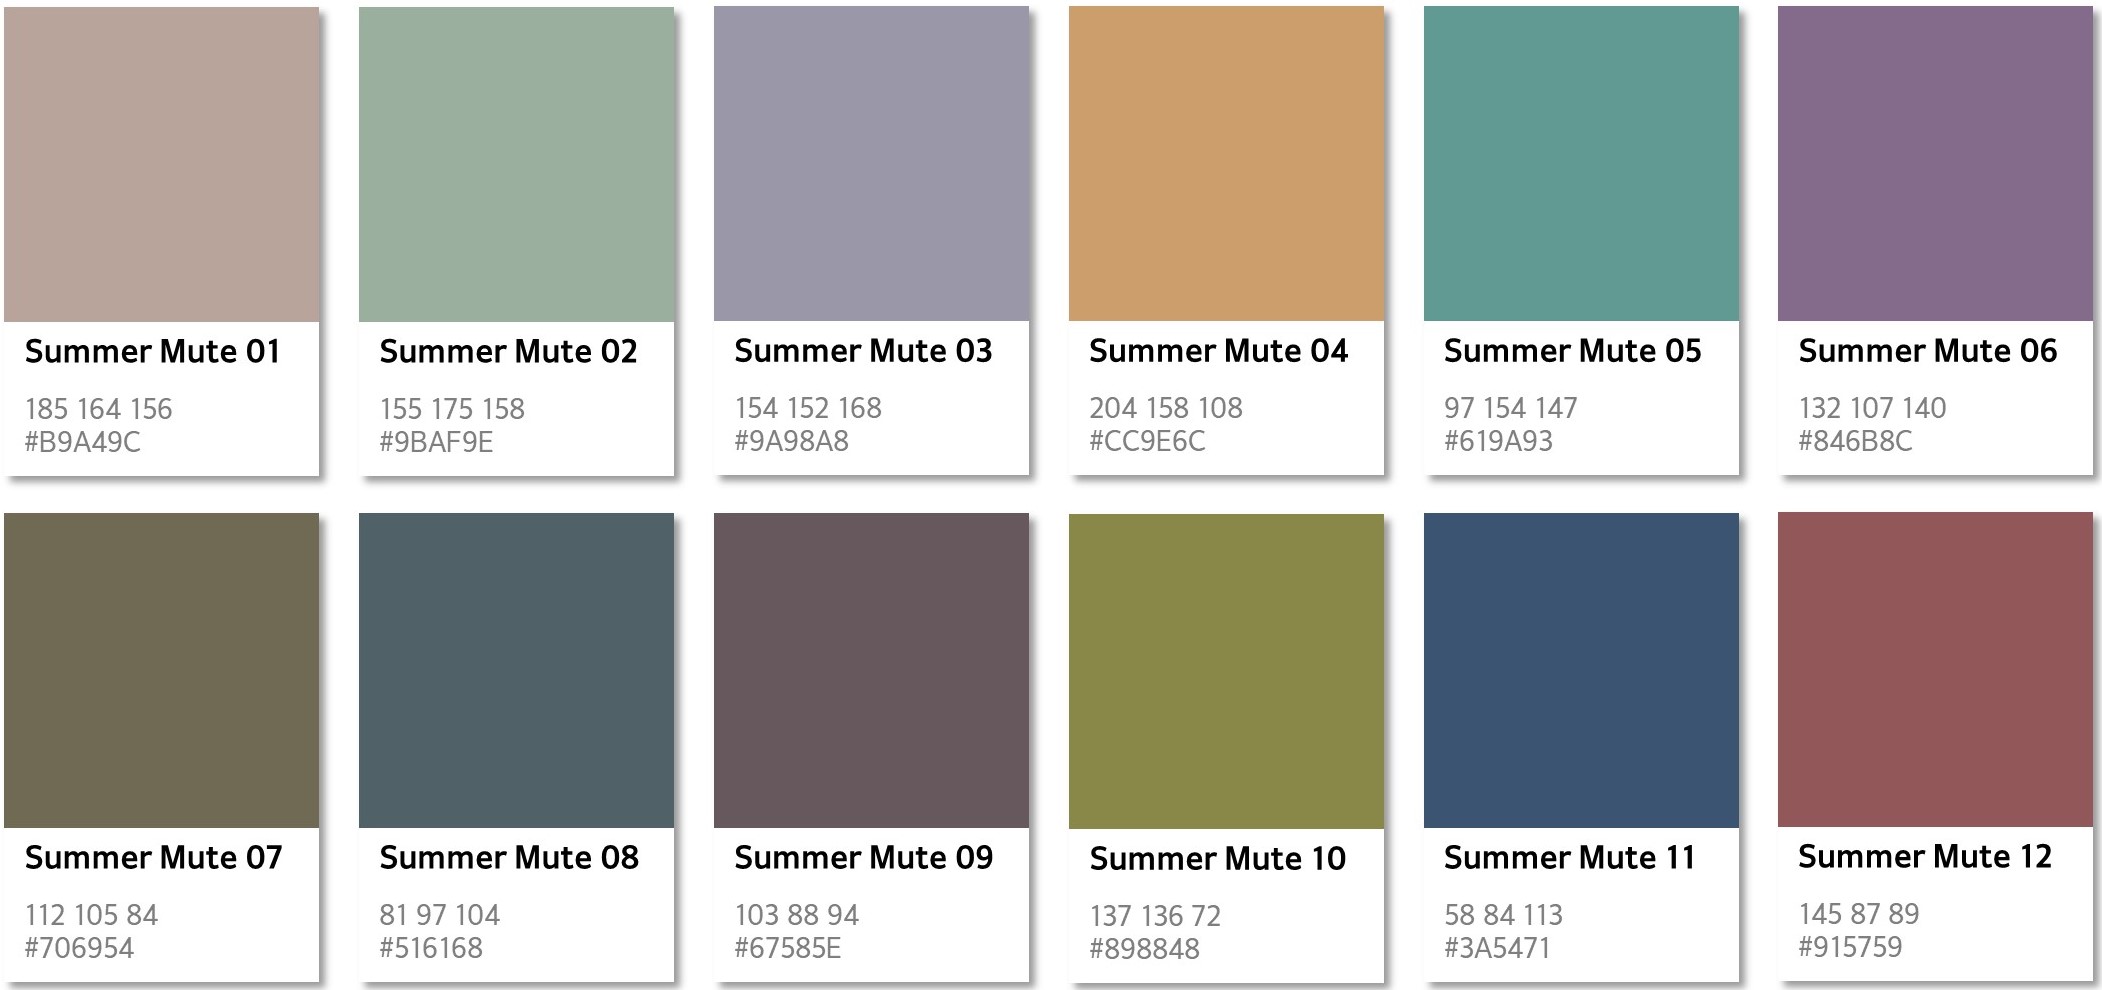 Summer Mute 01
185 164 156
#B9A49C
Summer Mute 02
155 175 158
#9BAF9E
Summer Mute 03
154 152 168
#9A98A8
Summer Mute 04
204 158 108
#CC9E6C
Summer Mute 05
97 154 147
#619A93
Summer Mute 06
132 107 140
#846B8C
Summer Mute 07
112 105 84
#706954
Summer Mute 08
81 97 104
#516168
Summer Mute 09
103 88 94
#67585E
Summer Mute 10
137 136 72
#898848
Summer Mute 11
58 84 113
#3A5471
Summer Mute 12
145 87 89
#915759